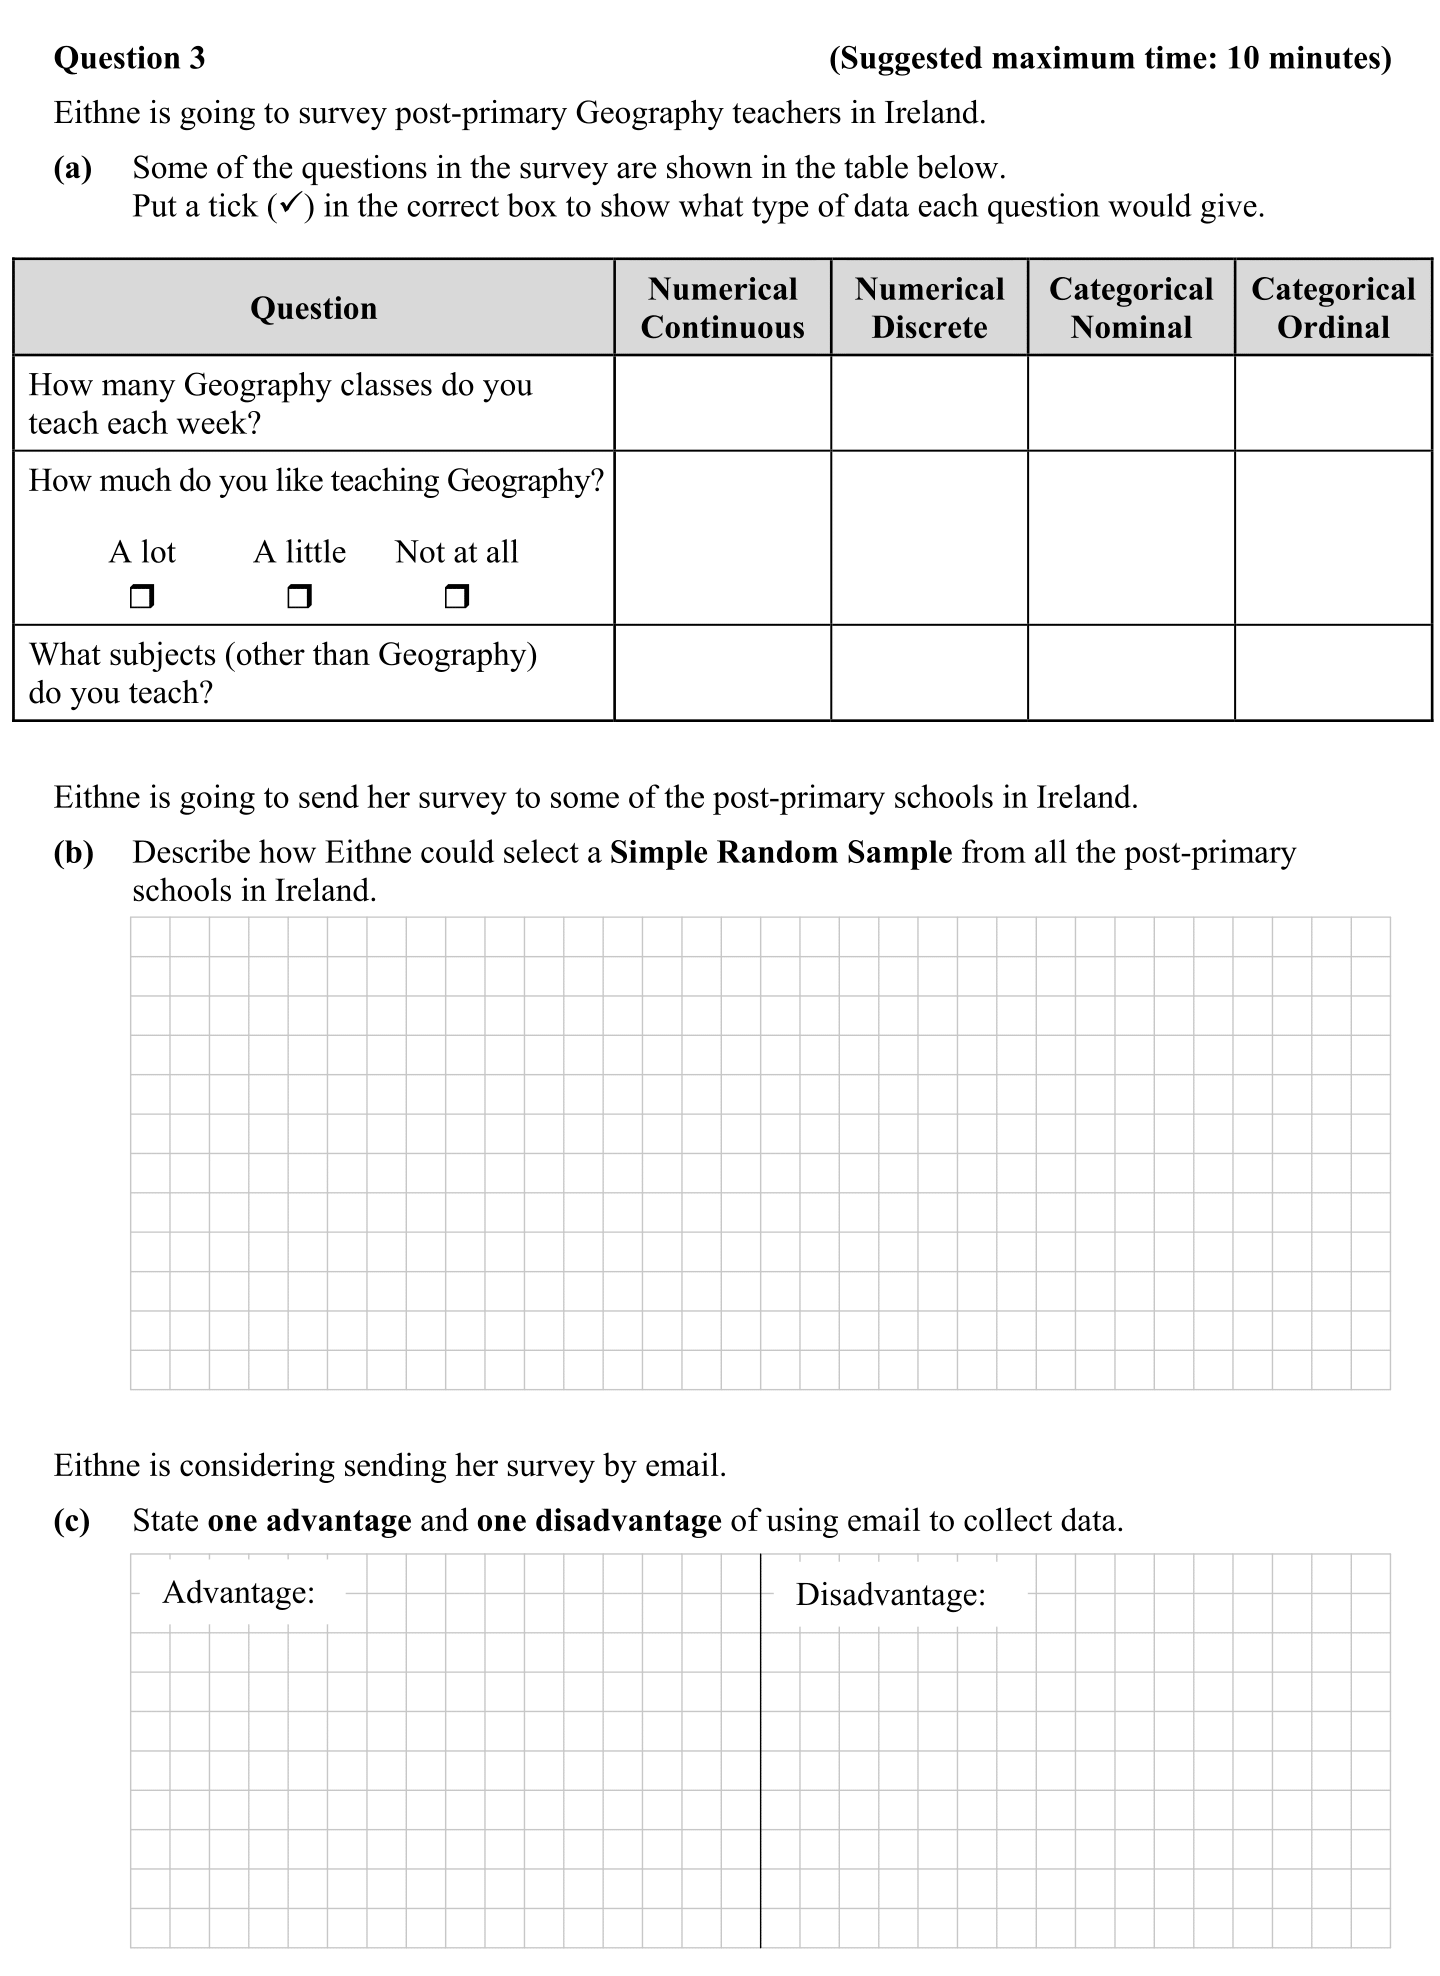 Question 3 (Suggested maximum time: 10 minutes)
Eithne is going to survey post-primary Geography teachers in Ireland.
(a) Some of the questions in the survey are shown in the table below.
Put a tick (✓) in the correct box to show what type of data each question would give.
Question Numerical Continuous Numerical Discrete Categorical Nominal Categorical Ordinal
How many Geography classes do you
teach each week?
How much do you like teaching Geography?
A lot A little Not at all
❒ ❒ ❒
What subjects (other than Geography)
do you teach?
Eithne is going to send her survey to some of the post-primary schools in Ireland.
(b) Describe how Eithne could select a Simple Random Sample from all the post-primary
schools in Ireland.
Eithne is considering sending her survey by email.
(c) State one advantage and one disadvantage of using email to collect data.
Advantage: Disadvantage: